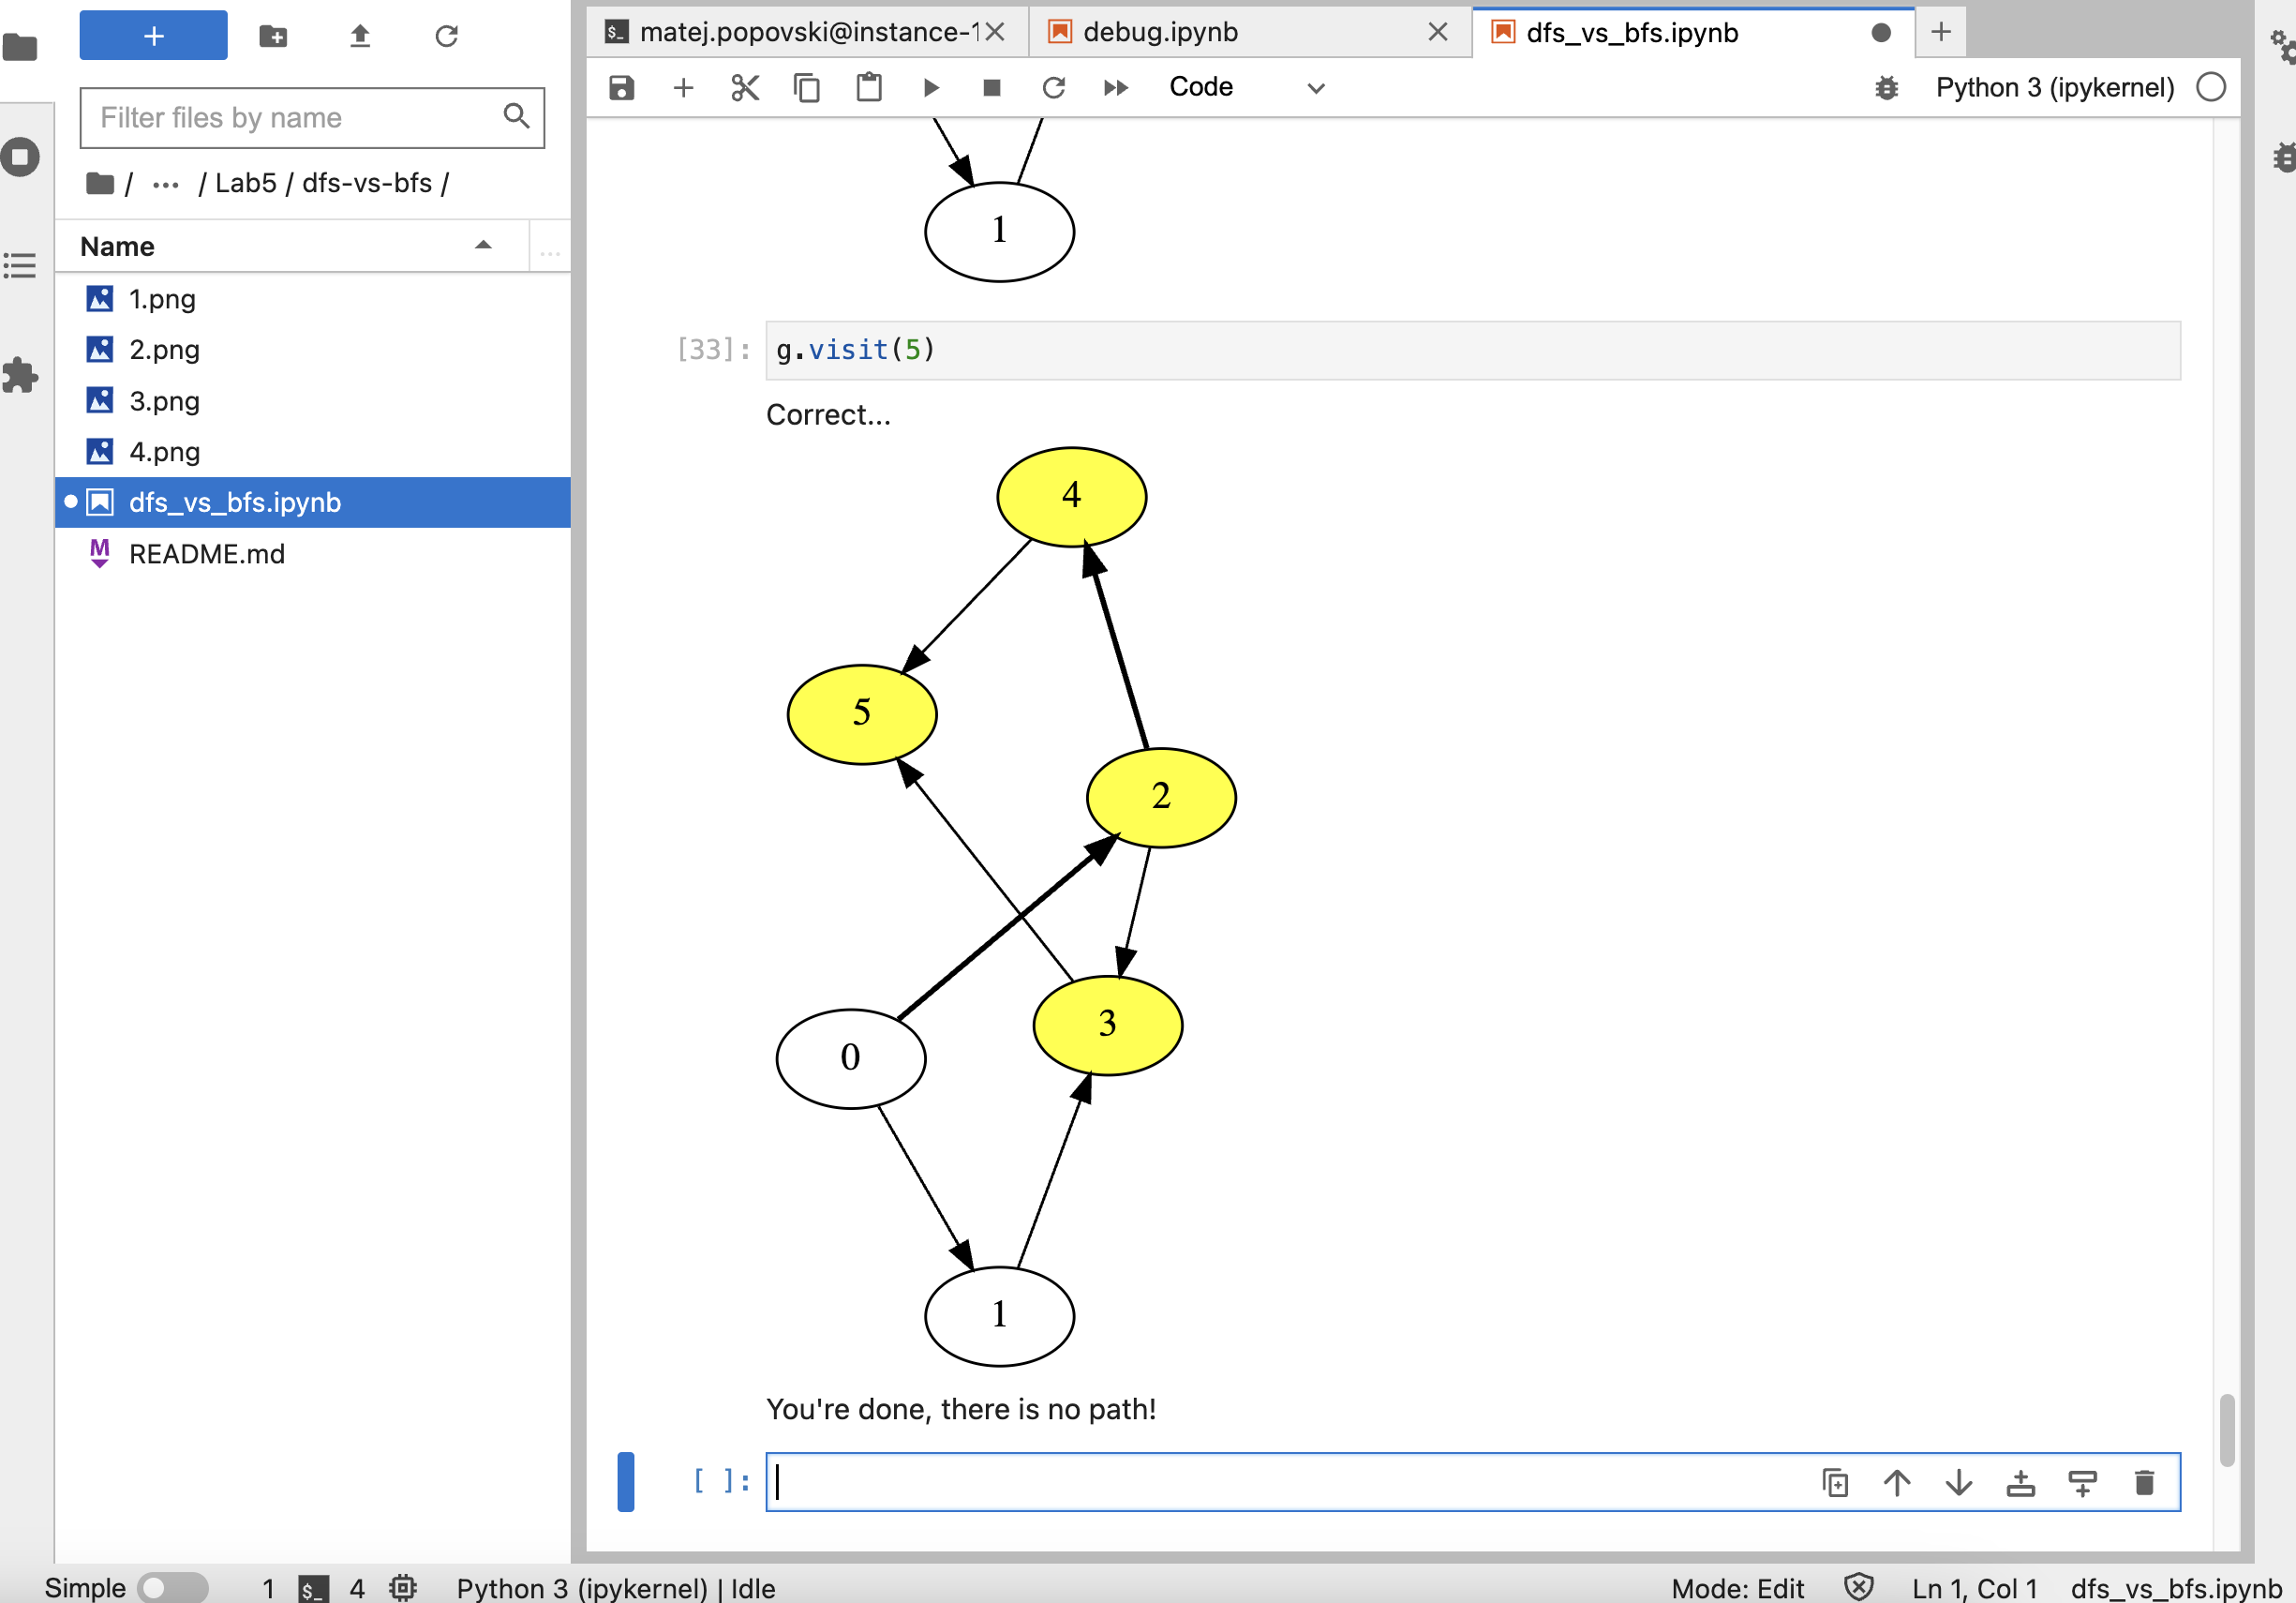 matej.popovski@instance-1
debug.ipynb
dfs_vs_bfs.ipynb
Code
Python 3 (ipykernel)
Filter files by name
/ ... / Lab5 / dfs-vs-bfs /
Name
...
1.png
2.png
3.png
4.png
dfs_vs_bfs.ipynb
README.md
1
[33]:
g.visit(5)
Correct...
4
5
2
3
0
1
You're done, there is no path!
[ ]:
Simple
1
$_
4
Python 3 (ipykernel) | Idle
Mode: Edit
Ln 1, Col 1
dfs_vs_bfs.ipynb